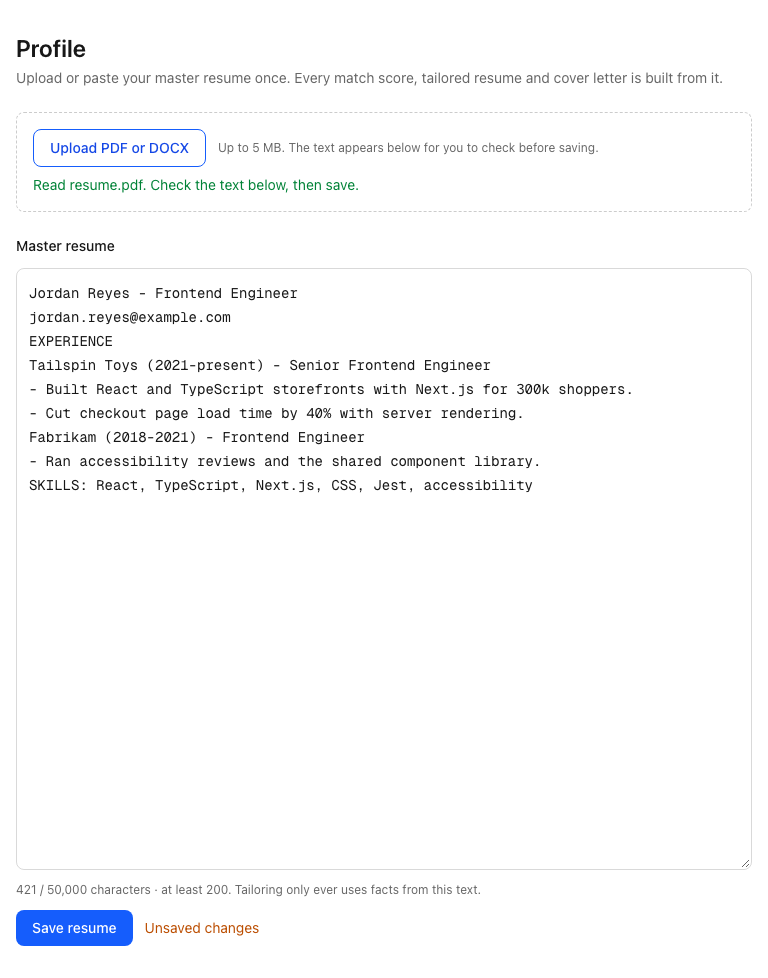 Profile
Upload or paste your master resume once. Every match score, tailored resume and cover letter is built from it.
Upload PDF or DOCX
Up to 5 MB. The text appears below for you to check before saving.
Read resume.pdf. Check the text below, then save.
Master resume
Jordan Reyes - Frontend Engineer
jordan.reyes@example.com
EXPERIENCE
Tailspin Toys (2021-present) - Senior Frontend Engineer
- Built React and TypeScript storefronts with Next.js for 300k shoppers.
- Cut checkout page load time by 40% with server rendering.
Fabrikam (2018-2021) - Frontend Engineer
- Ran accessibility reviews and the shared component library.
SKILLS: React, TypeScript, Next.js, CSS, Jest, accessibility
421 / 50,000 characters · at least 200. Tailoring only ever uses facts from this text.
Save resume
Unsaved changes